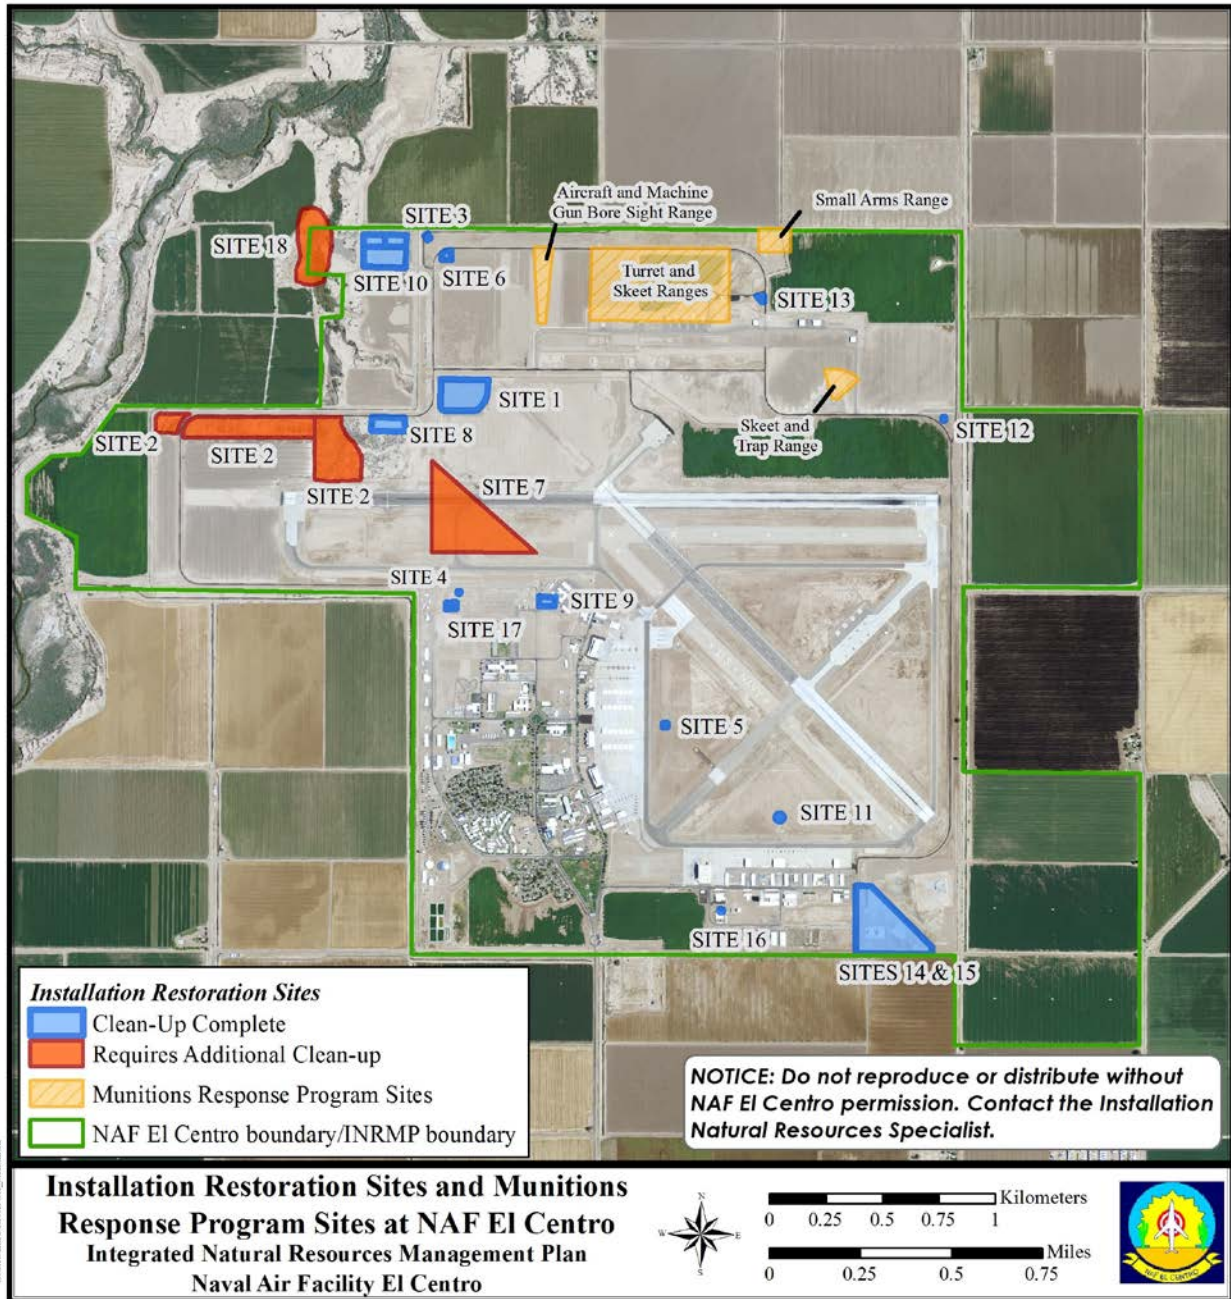 Aircraft and Machine
Gun Bore Sight Range
Small Arms Range
SITE 3
SITE 18
SITE 10
SITE 6
Turret and
Skeet Ranges
SITE 13
SITE 1
SITE 8
SITE 2
SITE 2
SITE 2
Skeet and
Trap Range
SITE 12
SITE 7
SITE 4
SITE 9
SITE 17
SITE 5
SITE 11
SITE 16
SITES 14 & 15
Installation Restoration Sites
Clean-Up Complete
Requires Additional Clean-up
Munitions Response Program Sites
NAF El Centro boundary/INRMP boundary
NOTICE: Do not reproduce or distribute without
NAF El Centro permission. Contact the Installation
Natural Resources Specialist.
Installation Restoration Sites and Munitions
Response Program Sites at NAF El Centro
Integrated Natural Resources Management Plan
Naval Air Facility El Centro
N
W E
S
Kilometers
0 0.25 0.5 0.75 1
Miles
0 0.25 0.5 0.75
NAF EL CENTRO